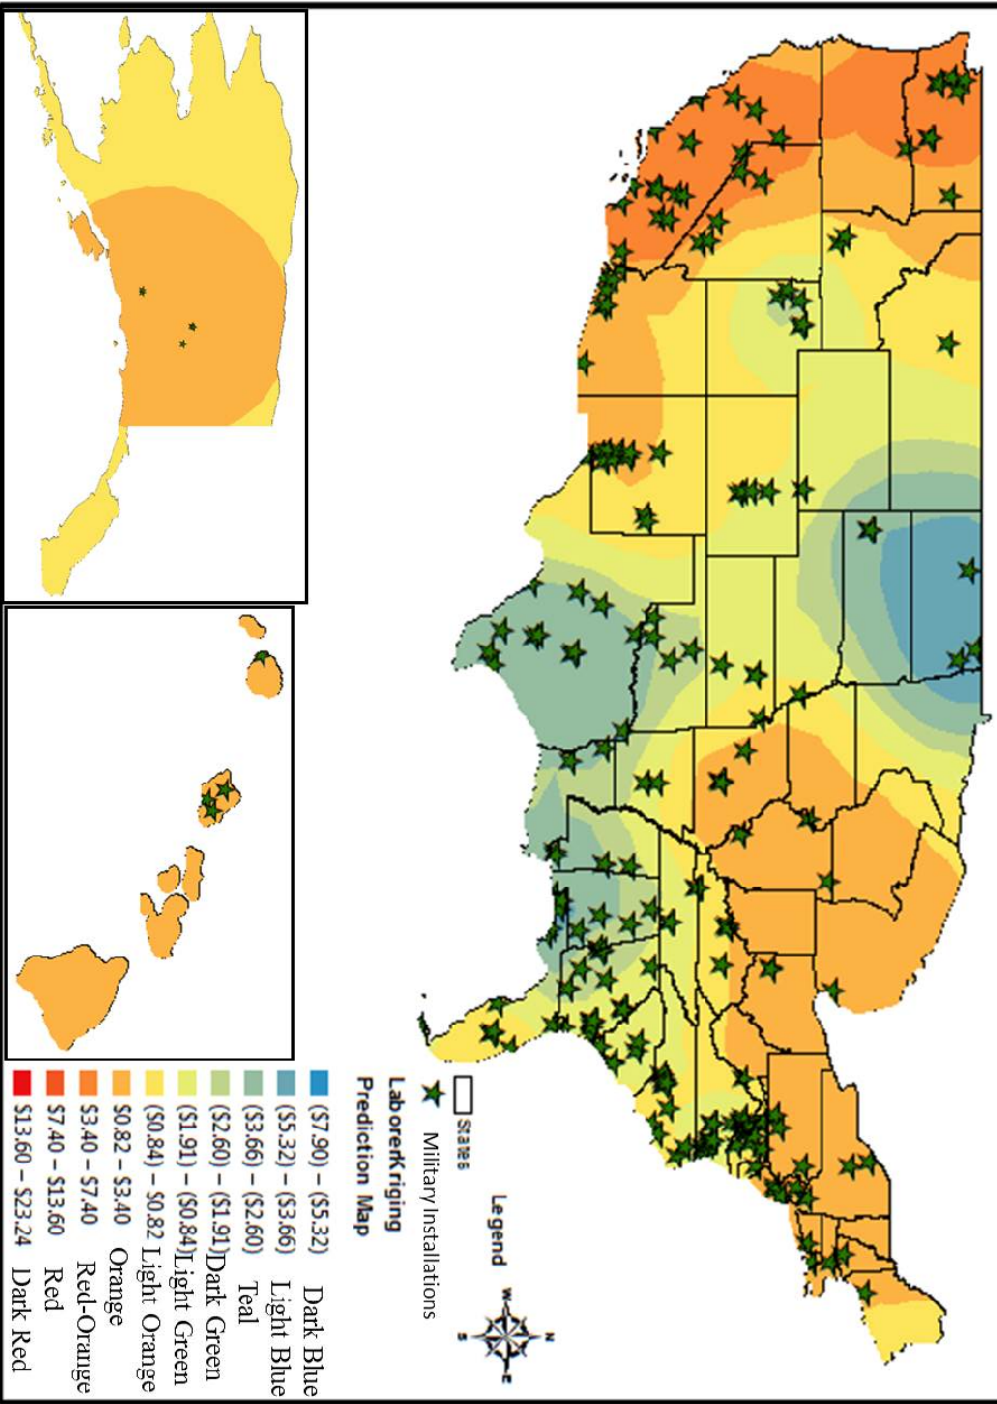 Legend
N
W
E
S
States
Military Installations
LaborerKriging
Prediction Map
($7.90) – ($5.32) Dark Blue
($5.32) – ($3.66) Light Blue
($3.66) – ($2.60) Teal
($2.60) – ($1.91) Dark Green
($1.91) – ($0.84) Light Green
($0.84) – $0.82 Light Orange
$0.82 – $3.40 Orange
$3.40 – $7.40 Red-Orange
$7.40 – $13.60 Red
$13.60 – $23.24 Dark Red